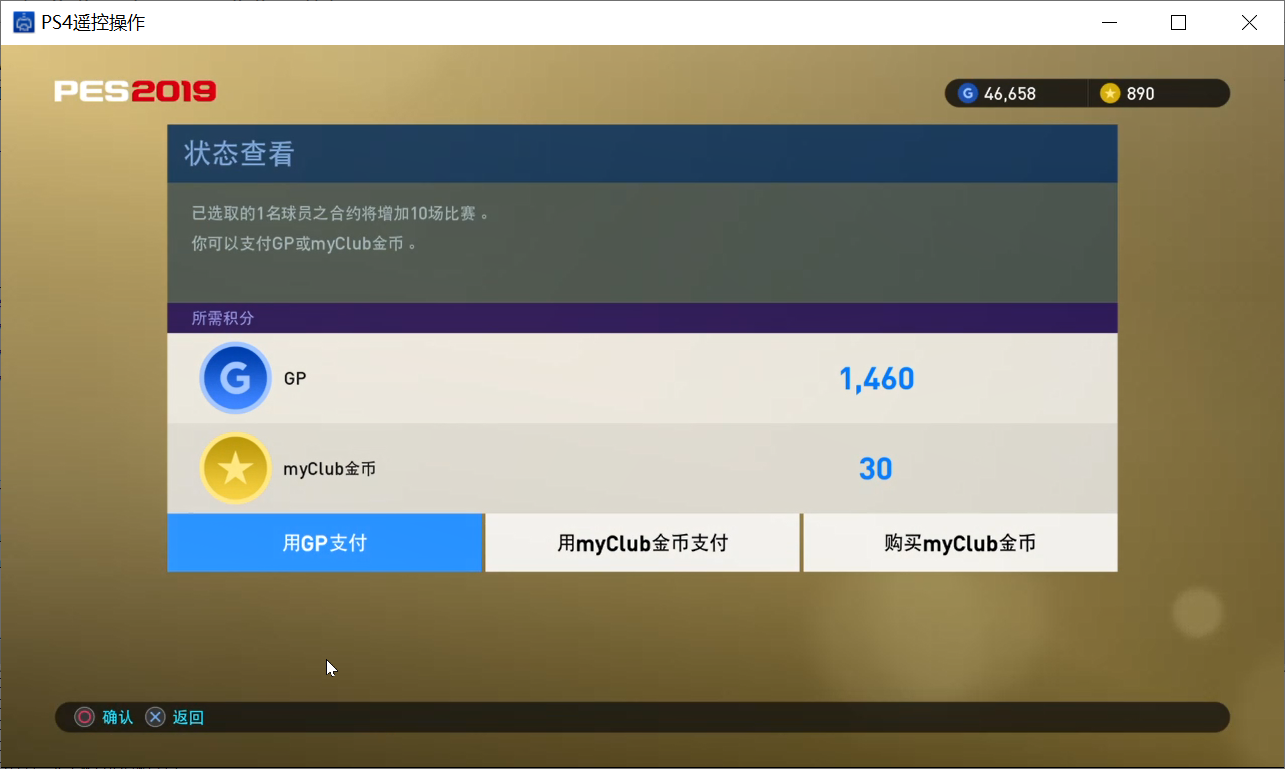 PS4遥控操作
PES2019
G 46,658
890
状态查看
已选取的1名球员之合约将增加10场比赛。
你可以支付GP或myClub金币。
所需积分
G GP 1,460
myClub金币 30
用GP支付
用myClub金币支付
购买myClub金币
确认 返回